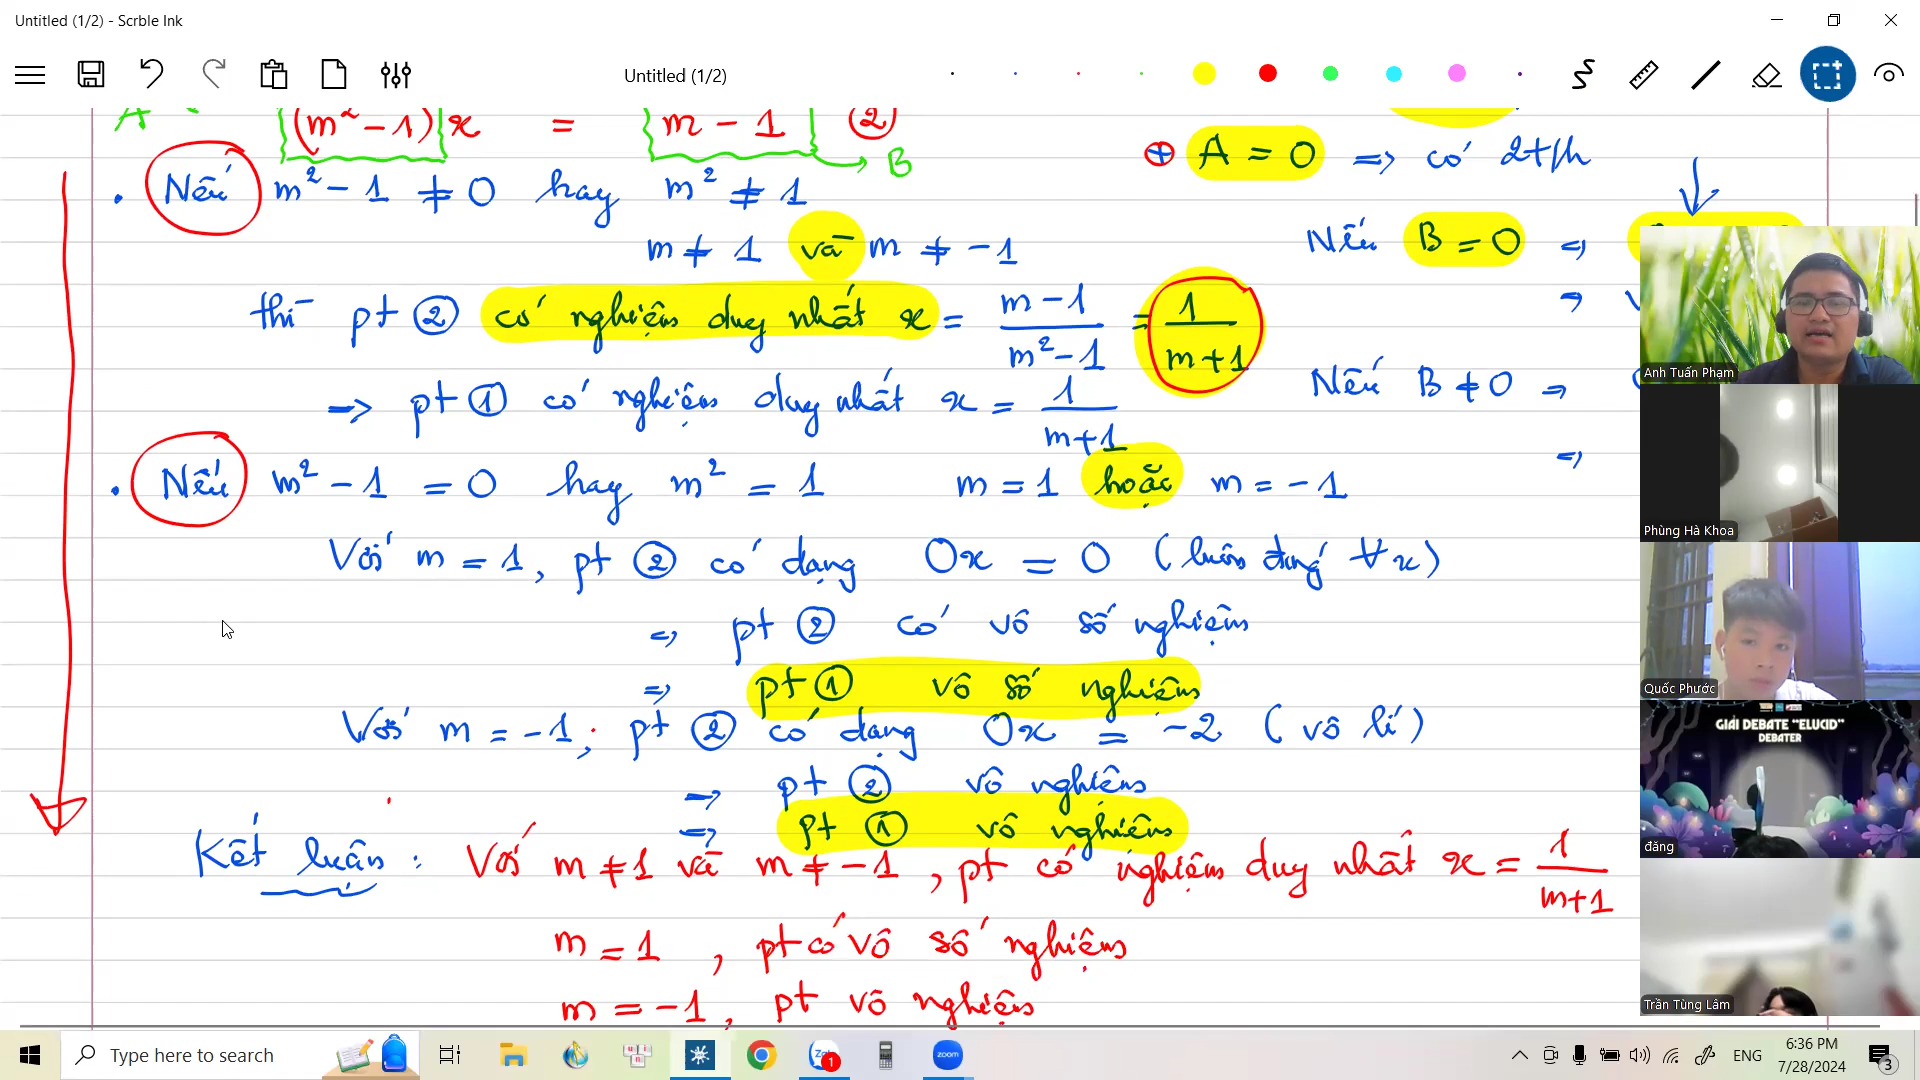 Untitled (1/2) - Scrble Ink
Untitled (1/2)
(m² - 1) x = m - 1 ②
A
B
. Nếu m² - 1 ≠ 0 hay m² ≠ 1
m ≠ 1 và m ≠ -1
thì pt ② có nghiệm duy nhất x = m - 1 / m² - 1 = 1 / m + 1
=> pt ① có nghiệm duy nhất x = 1 / m + 1
. Nếu m² - 1 = 0 hay m² = 1 m = 1 hoặc m = -1
Với m = 1, pt ② có dạng 0x = 0 (luôn đúng ∀x)
=> pt ② có vô số nghiệm
=> pt ① vô số nghiệm
Với m = -1; pt ② có dạng 0x = -2 (vô lí)
=> pt ② vô nghiệm
=> pt ① vô nghiệm
Kết luận : Với m ≠ 1 và m ≠ -1, pt có nghiệm duy nhất x = 1 / m+1
m = 1, pt có vô số nghiệm
m = -1, pt vô nghiệm
⊕ A = 0 => có 2 t/h
Nếu B = 0 =>
=>
Nếu B ≠ 0 =>
=>
Anh Tuấn Phạm
Phùng Hà Khoa
Quốc Phước
GIẢI DEBATE "ELUCID"
DEBATER
đăng
Trần Tùng Lâm
Type here to search
1
zoom
ENG
6:36 PM
7/28/2024
3